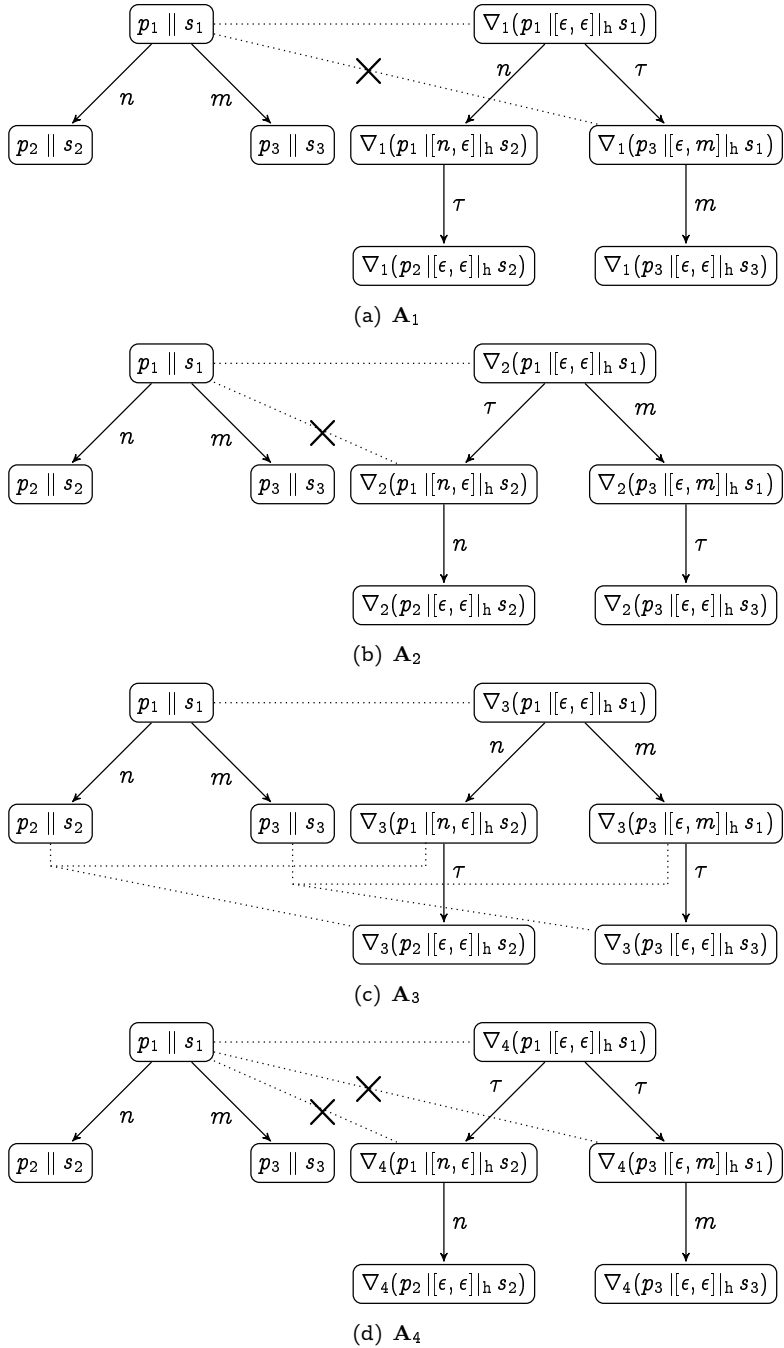 p₁ ∥ s₁ ∇₁(p₁ |[ϵ, ϵ]|ₕ s₁)
n m n τ
p₂ ∥ s₂ p₃ ∥ s₃ ∇₁(p₁ |[n, ϵ]|ₕ s₂) ∇₁(p₃ |[ϵ, m]|ₕ s₁)
τ m
∇₁(p₂ |[ϵ, ϵ]|ₕ s₂) ∇₁(p₃ |[ϵ, ϵ]|ₕ s₃)
(a) A₁
p₁ ∥ s₁ ∇₂(p₁ |[ϵ, ϵ]|ₕ s₁)
n m τ m
p₂ ∥ s₂ p₃ ∥ s₃ ∇₂(p₁ |[n, ϵ]|ₕ s₂) ∇₂(p₃ |[ϵ, m]|ₕ s₁)
n τ
∇₂(p₂ |[ϵ, ϵ]|ₕ s₂) ∇₂(p₃ |[ϵ, ϵ]|ₕ s₃)
(b) A₂
p₁ ∥ s₁ ∇₃(p₁ |[ϵ, ϵ]|ₕ s₁)
n m n m
p₂ ∥ s₂ p₃ ∥ s₃ ∇₃(p₁ |[n, ϵ]|ₕ s₂) ∇₃(p₃ |[ϵ, m]|ₕ s₁)
τ τ
∇₃(p₂ |[ϵ, ϵ]|ₕ s₂) ∇₃(p₃ |[ϵ, ϵ]|ₕ s₃)
(c) A₃
p₁ ∥ s₁ ∇₄(p₁ |[ϵ, ϵ]|ₕ s₁)
n m τ τ
p₂ ∥ s₂ p₃ ∥ s₃ ∇₄(p₁ |[n, ϵ]|ₕ s₂) ∇₄(p₃ |[ϵ, m]|ₕ s₁)
n m
∇₄(p₂ |[ϵ, ϵ]|ₕ s₂) ∇₄(p₃ |[ϵ, ϵ]|ₕ s₃)
(d) A₄